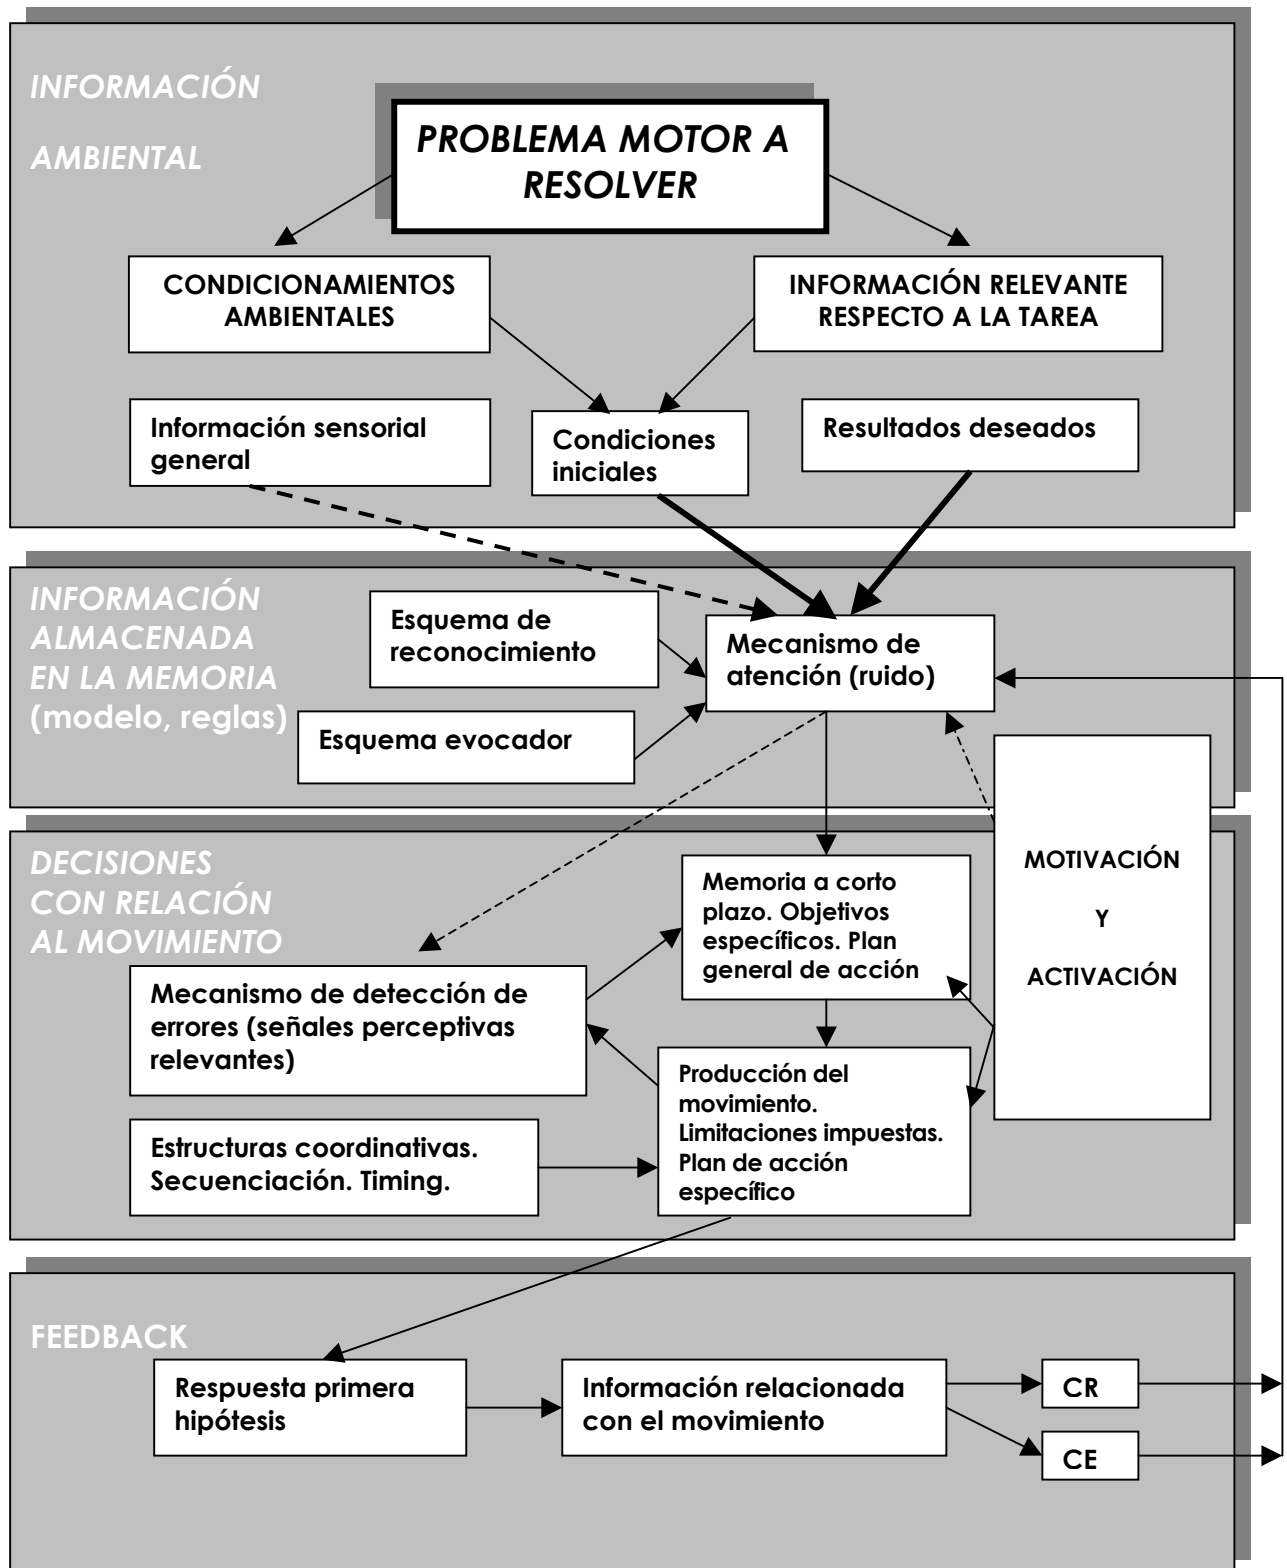 INFORMACIÓN
AMBIENTAL
PROBLEMA MOTOR A
RESOLVER
CONDICIONAMIENTOS
AMBIENTALES
INFORMACIÓN RELEVANTE
RESPECTO A LA TAREA
Información sensorial
general
Condiciones
iniciales
Resultados deseados
INFORMACIÓN
ALMACENADA
EN LA MEMORIA
(modelo, reglas)
Esquema de
reconocimiento
Mecanismo de
atención (ruido)
Esquema evocador
MOTIVACIÓN
Y
ACTIVACIÓN
DECISIONES
CON RELACIÓN
AL MOVIMIENTO
Memoria a corto
plazo. Objetivos
específicos. Plan
general de acción
Mecanismo de detección de
errores (señales perceptivas
relevantes)
Producción del
movimiento.
Limitaciones impuestas.
Plan de acción
específico
Estructuras coordinativas.
Secuenciación. Timing.
FEEDBACK
Respuesta primera
hipótesis
Información relacionada
con el movimiento
CR
CE